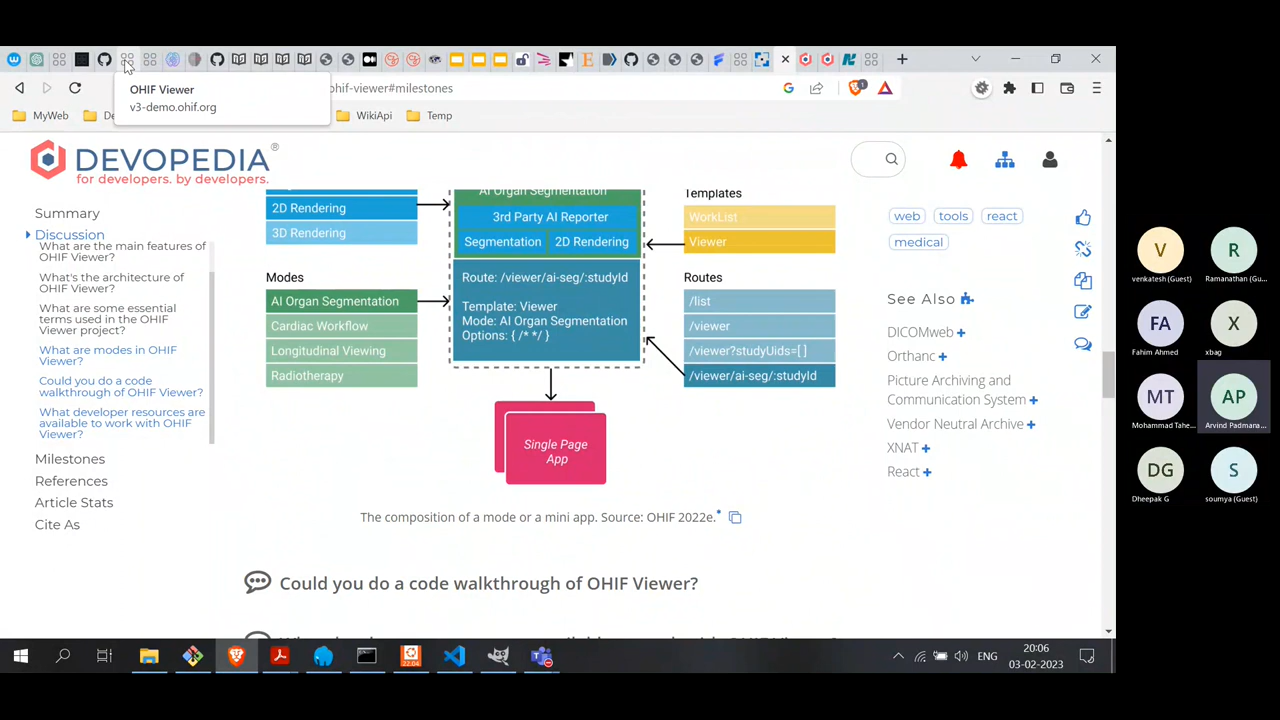 OHIF Viewer
v3-demo.ohif.org
ohif-viewer#milestones
MyWeb
De
WikiApi
Temp
DEVOPEDIA®
for developers. by developers.
Summary
Discussion
What are the main features of
OHIF Viewer?
What's the architecture of
OHIF Viewer?
What are some essential
terms used in the OHIF
Viewer project?
What are modes in OHIF
Viewer?
Could you do a code
walkthrough of OHIF Viewer?
What developer resources are
available to work with OHIF
Viewer?
Milestones
References
Article Stats
Cite As
2D Rendering
3D Rendering
Modes
AI Organ Segmentation
Cardiac Workflow
Longitudinal Viewing
Radiotherapy
AI Organ Segmentation
3rd Party AI Reporter
Segmentation
2D Rendering
Route: /viewer/ai-seg/:studyId
Template: Viewer
Mode: AI Organ Segmentation
Options: { /* */ }
Single Page
App
Templates
WorkList
Viewer
Routes
/list
/viewer
/viewer?studyUids=[ ]
/viewer/ai-seg/:studyId
The composition of a mode or a mini app. Source: OHIF 2022e.*
Could you do a code walkthrough of OHIF Viewer?
web
tools
react
medical
See Also
DICOMweb +
Orthanc +
Picture Archiving and
Communication System +
Vendor Neutral Archive +
XNAT +
React +
V
venkatesh (Guest)
R
Ramanathan (Gu...
FA
Fahim Ahmed
X
xbag
MT
Mohammad Tahe...
AP
Arvind Padmana...
DG
Dheepak G
S
soumya (Guest)
22.04
ENG
20:06
03-02-2023